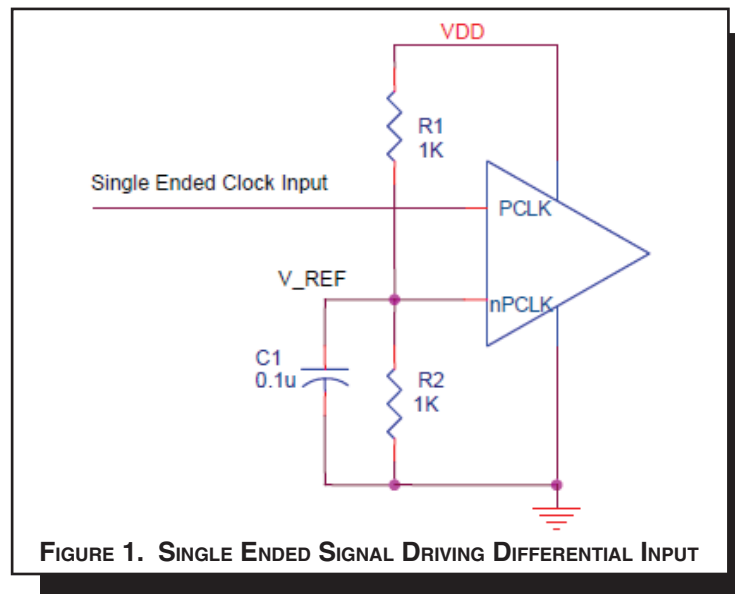 VDD
R1
1K
Single Ended Clock Input
PCLK
V_REF
nPCLK
C1
0.1u
R2
1K
FIGURE 1. SINGLE ENDED SIGNAL DRIVING DIFFERENTIAL INPUT